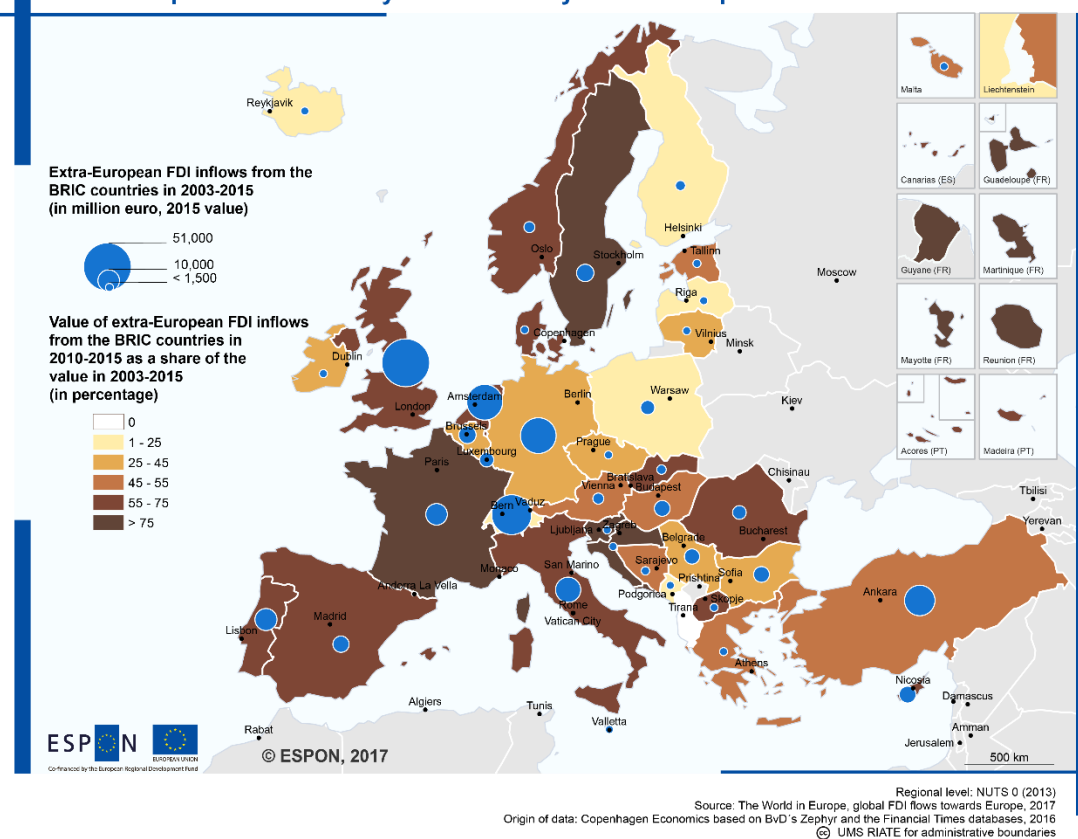 Extra-European FDI inflows from the
BRIC countries in 2003-2015
(in million euro, 2015 value)
51,000
10,000
< 1,500
Value of extra-European FDI inflows
from the BRIC countries in
2010-2015 as a share of the
value in 2003-2015
(in percentage)
0
1 - 25
25 - 45
45 - 55
55 - 75
> 75
Reykjavik
Oslo
Stockholm
Helsinki
Tallinn
Riga
Vilnius
Minsk
Moscow
Copenhagen
Dublin
London
Amsterdam
Berlin
Warsaw
Kiev
Brussels
Luxembourg
Prague
Paris
Bratislava
Vienna
Budapest
Chisinau
Bern
Vaduz
Ljubljana
Zagreb
Bucharest
Belgrade
Tbilisi
Yerevan
San Marino
Monaco
Sarajevo
Prishtina
Sofia
Andorra La Vella
Podgorica
Skopje
Tirana
Rome
Vatican City
Ankara
Madrid
Lisbon
Athens
Nicosia
Damascus
Amman
Jerusalem
Algiers
Tunis
Valletta
Rabat
Malta
Liechtenstein
Canarias (ES)
Guadeloupe (FR)
Guyane (FR)
Martinique (FR)
Mayotte (FR)
Reunion (FR)
Acores (PT)
Madeira (PT)
ESPON
EUROPEAN UNION
Co-financed by the European Regional Development Fund
© ESPON, 2017
500 km
Regional level: NUTS 0 (2013)
Source: The World in Europe, global FDI flows towards Europe, 2017
Origin of data: Copenhagen Economics based on BvD´s Zephyr and the Financial Times databases, 2016
cc UMS RIATE for administrative boundaries